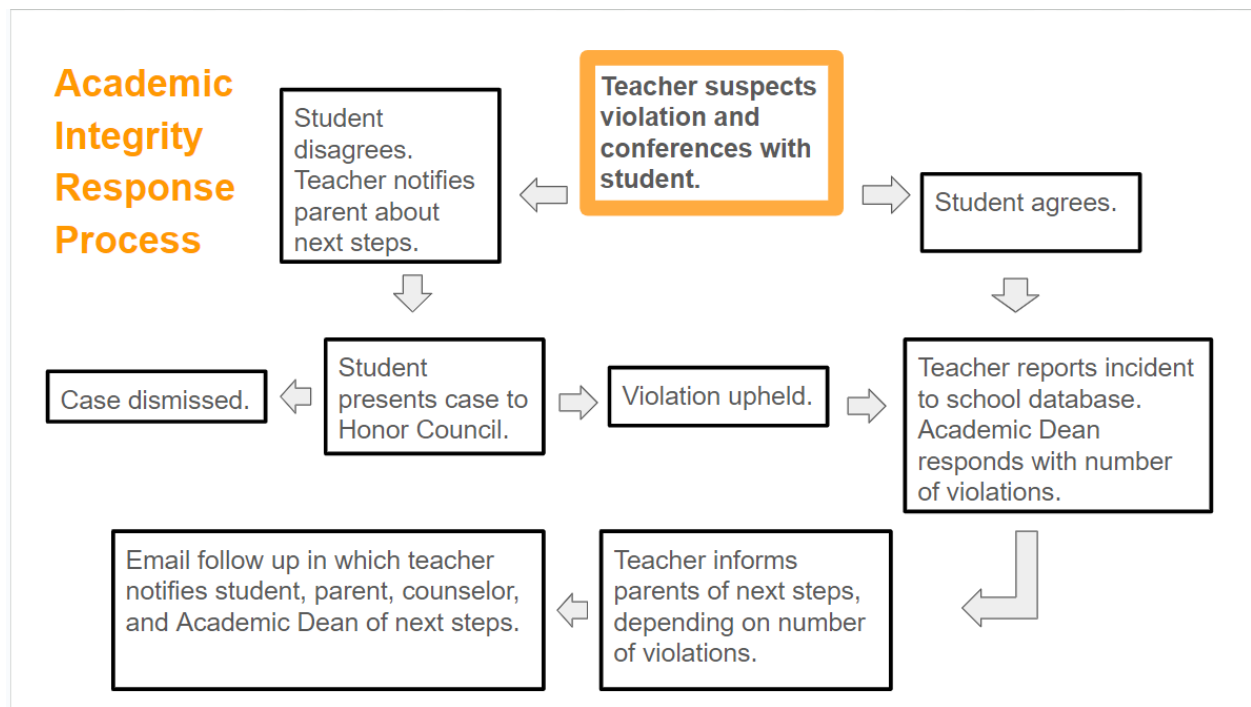 Academic
Integrity
Response
Process
Teacher suspects
violation and
conferences with
student.
Student
disagrees.
Teacher notifies
parent about
next steps.
Student agrees.
Case dismissed.
Student
presents case to
Honor Council.
Violation upheld.
Teacher reports incident
to school database.
Academic Dean
responds with number
of violations.
Teacher informs
parents of next steps,
depending on number
of violations.
Email follow up in which teacher
notifies student, parent, counselor,
and Academic Dean of next steps.